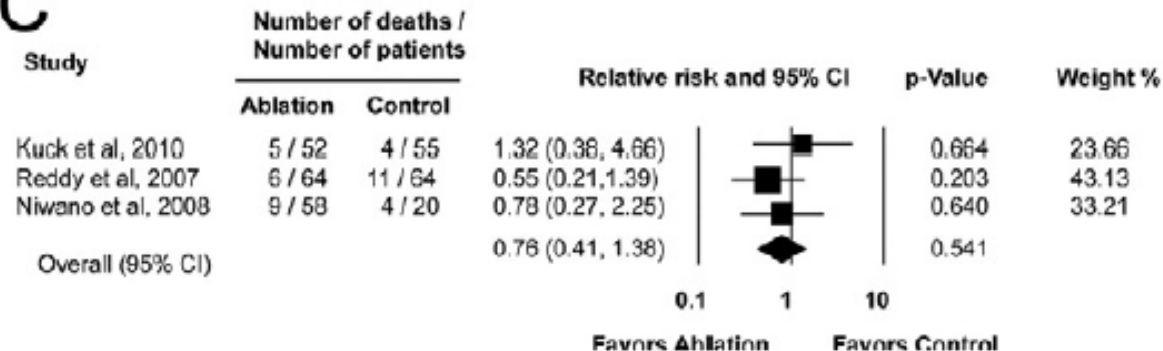 C
Number of deaths /
Number of patients
Study
Relative risk and 95% CI p-Value Weight %
Ablation Control
Kuck et al, 2010 5 / 52 4 / 55 1.32 (0.38, 4.66) 0.664 23.66
Reddy et al, 2007 6 / 64 11 / 64 0.55 (0.21,1.39) 0.203 43.13
Niwano et al, 2008 9 / 58 4 / 20 0.78 (0.27, 2.25) 0.640 33.21
Overall (95% CI) 0.76 (0.41, 1.38) 0.541
0.1 1 10
Favors Ablation Favors Control